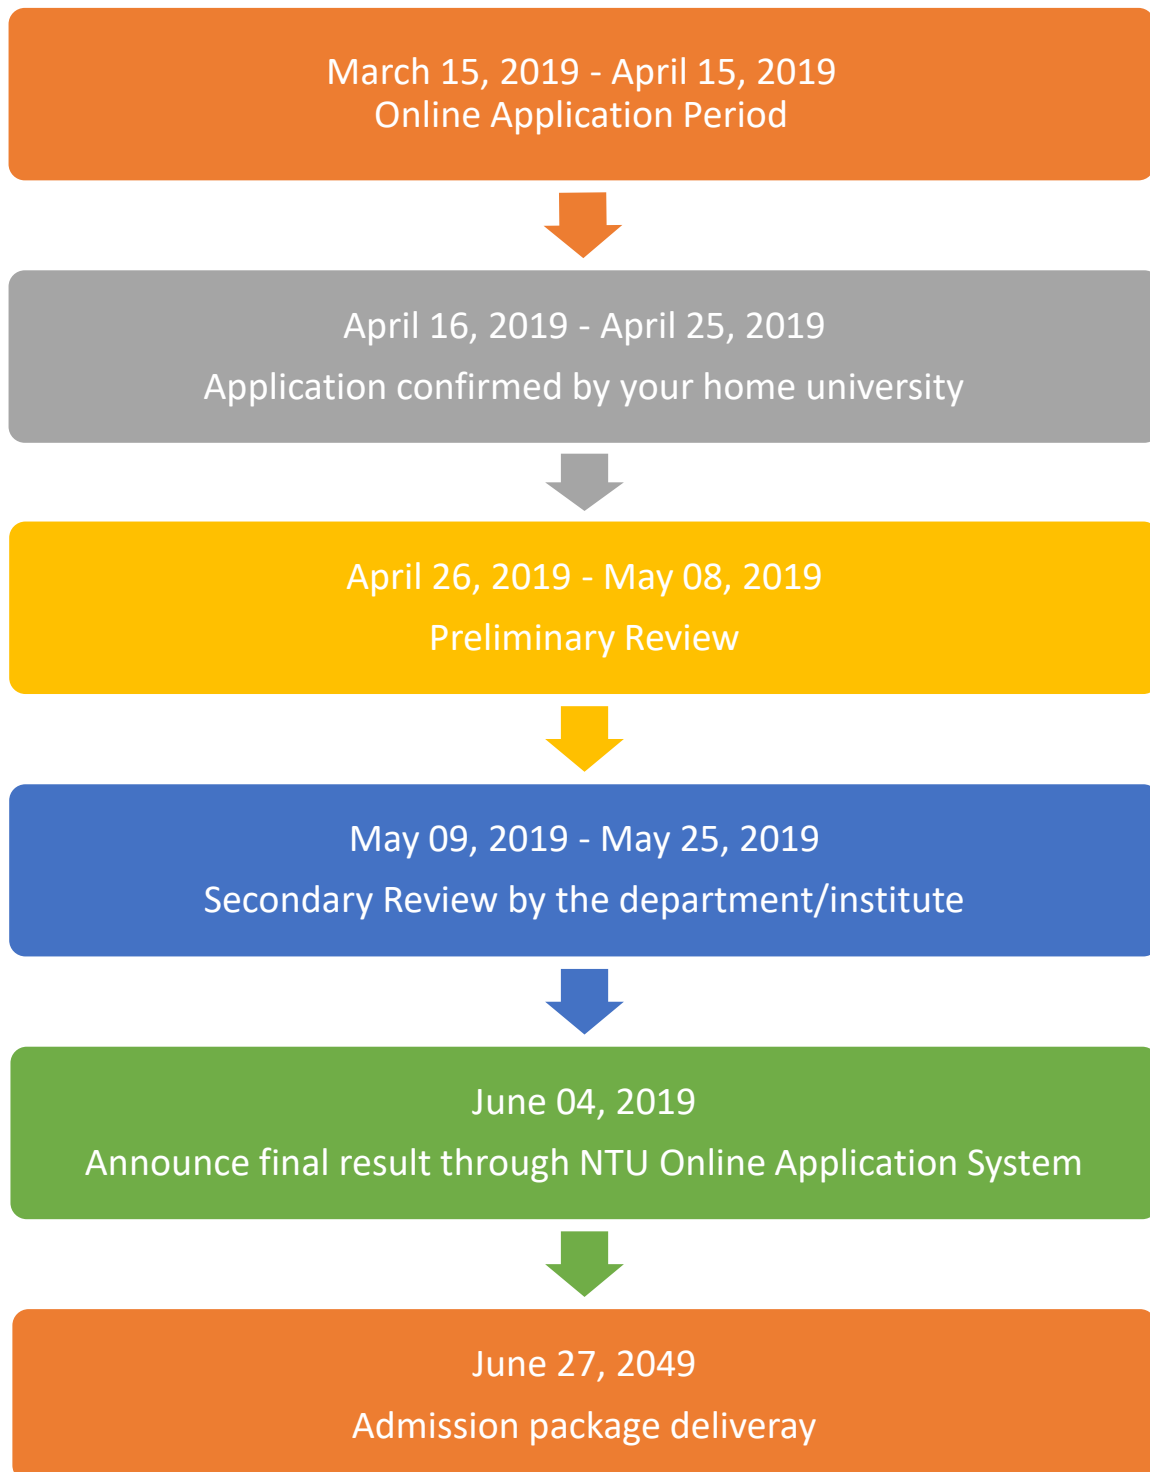 March 15, 2019 - April 15, 2019
Online Application Period
April 16, 2019 - April 25, 2019
Application confirmed by your home university
April 26, 2019 - May 08, 2019
Preliminary Review
May 09, 2019 - May 25, 2019
Secondary Review by the department/institute
June 04, 2019
Announce final result through NTU Online Application System
June 27, 2049
Admission package deliveray